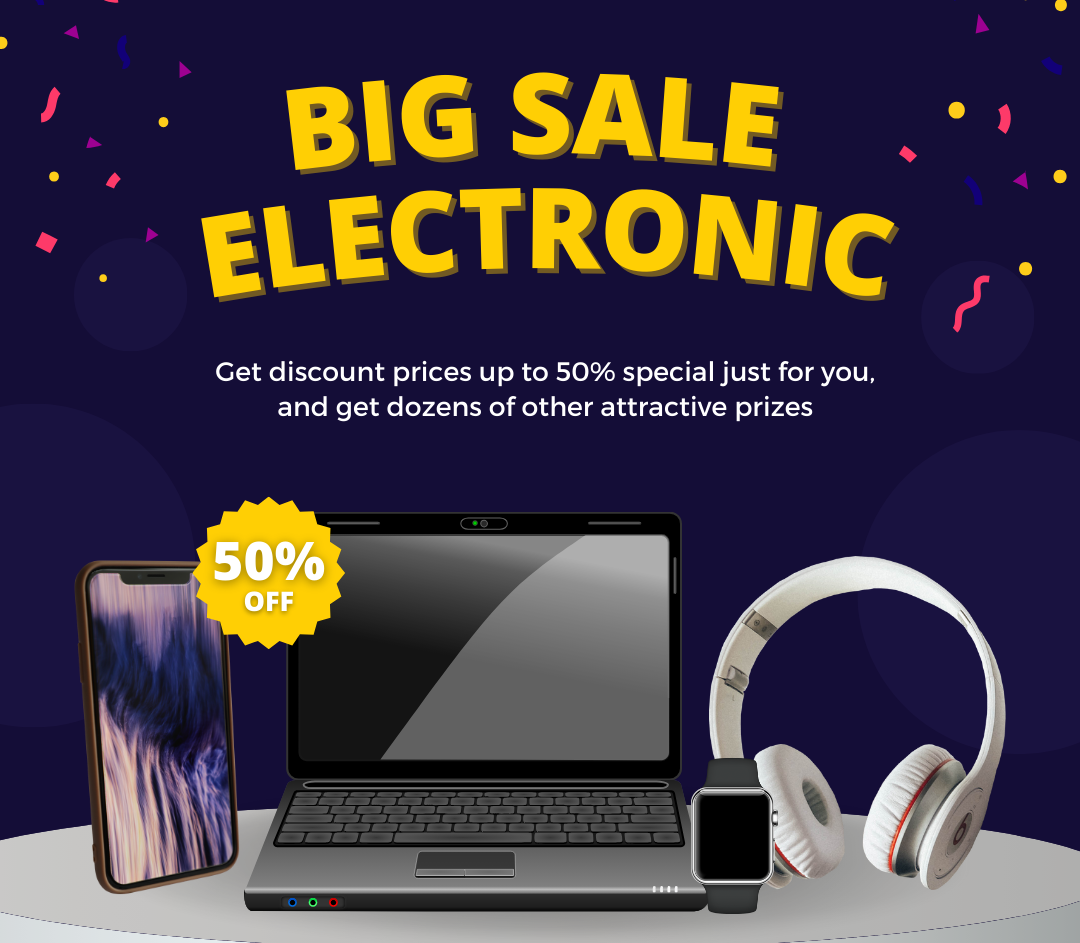 BIG SALE
ELECTRONIC
Get discount prices up to 50% special just for you,
and get dozens of other attractive prizes
50%
OFF